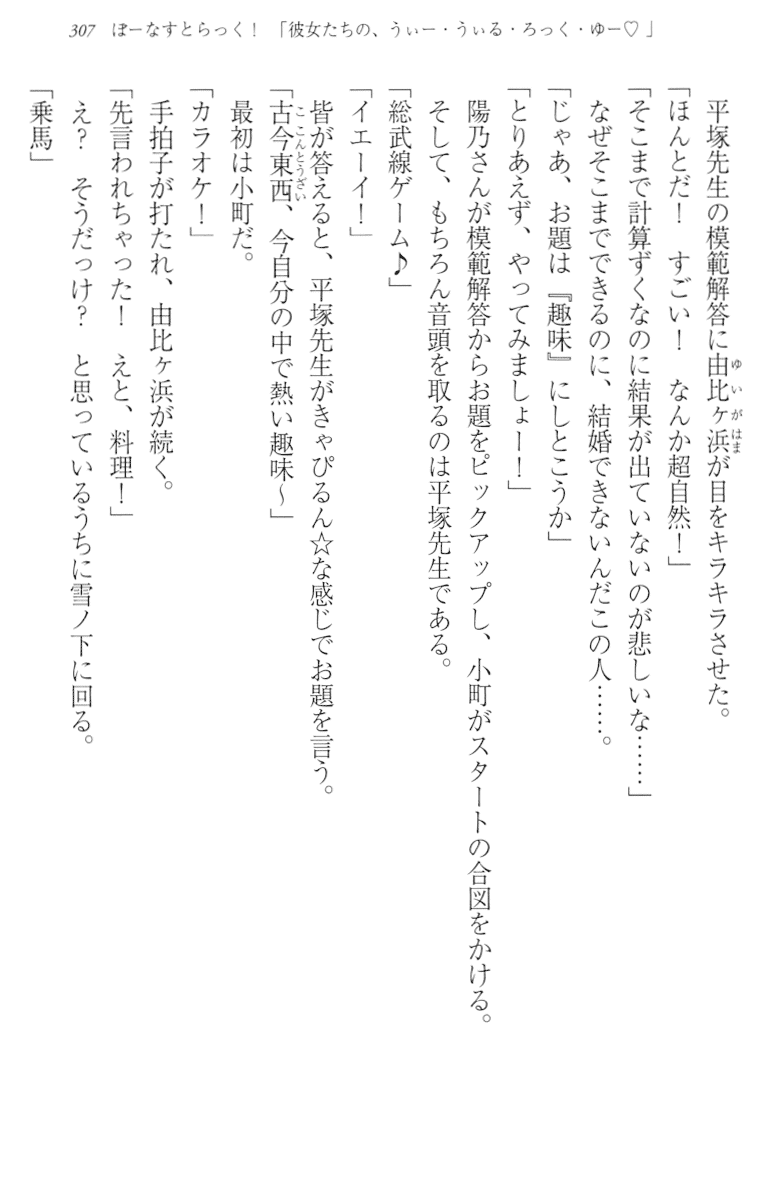 307 ぼーなすとらっく! 「彼女たちの、うぃー・うぃる・ろっく・ゆー♡」
平塚先生の模範解答に由比ヶ浜が目をキラキラさせた。
「ほんとだ! すごい! なんか超自然!」
「そこまで計算ずくなのに結果が出ていないのが悲しいな……」
なぜそこまでできるのに、結婚できないんだこの人……。
「じゃあ、お題は『趣味』にしとこうか」
「とりあえず、やってみましょー!」
陽乃さんが模範解答からお題をピックアップし、小町がスタートの合図をかける。
そして、もちろん音頭を取るのは平塚先生である。
「総武線ゲーム♪」
「イエーイ!」
皆が答えると、平塚先生がきゃぴるん☆な感じでお題を言う。
「古今東西、今自分の中で熱い趣味~」
最初は小町だ。
「カラオケ!」
手拍子が打たれ、由比ヶ浜が続く。
「先言われちゃった! えと、料理!」
え? そうだっけ? と思っているうちに雪ノ下に回る。
「乗馬」